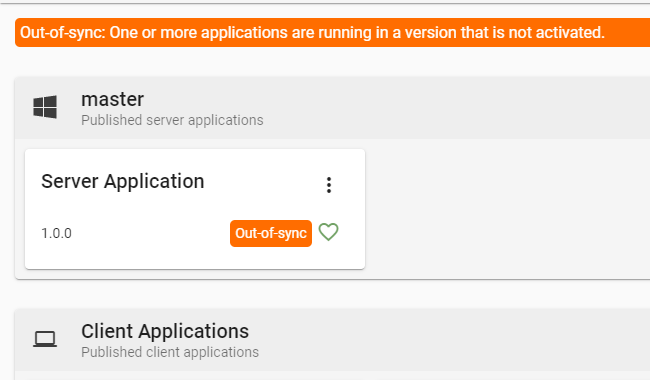 Out-of-sync: One or more applications are running in a version that is not activated.
master
Published server applications
Server Application
1.0.0
Out-of-sync
Client Applications
Published client applications